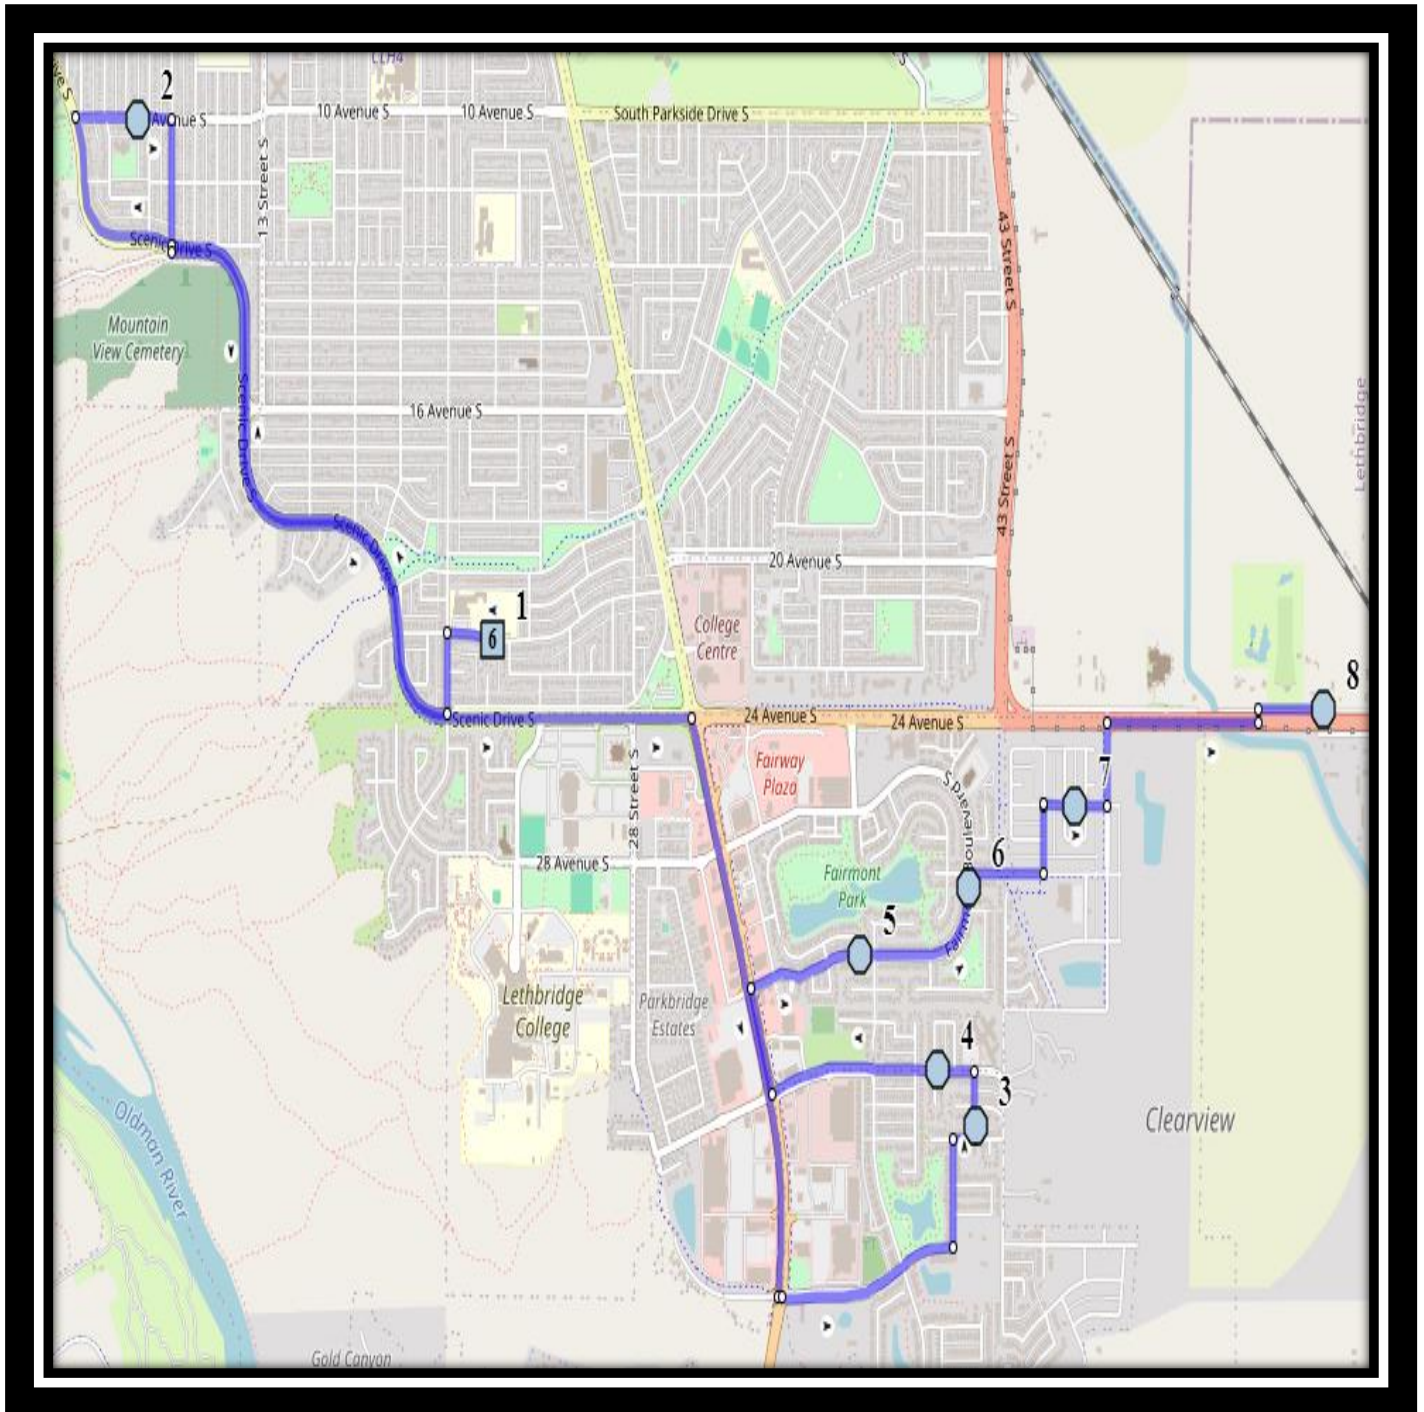 CLH4
ive S
2
Avenue S
10 Avenue S
10 Avenue S
South Parkside Drive S
S
13 Street S
Scenic Drive S
43 Street S
Mountain
View Cemetery
Scenic Drive S
16 Avenue S
Lethbridge
43 Street S
Scenic Drive S
20 Avenue S
1
6
College
Centre
8
Scenic Drive S
24 Avenue S
24 Avenue S
28 Street S
Fairway
Plaza
7
Boulevard S
28 Avenue S
6
Fairmont
Park
5
Fairm
Lethbridge
College
Parkbridge
Estates
4
3
Clearview
Oldman River
Gold Canyon